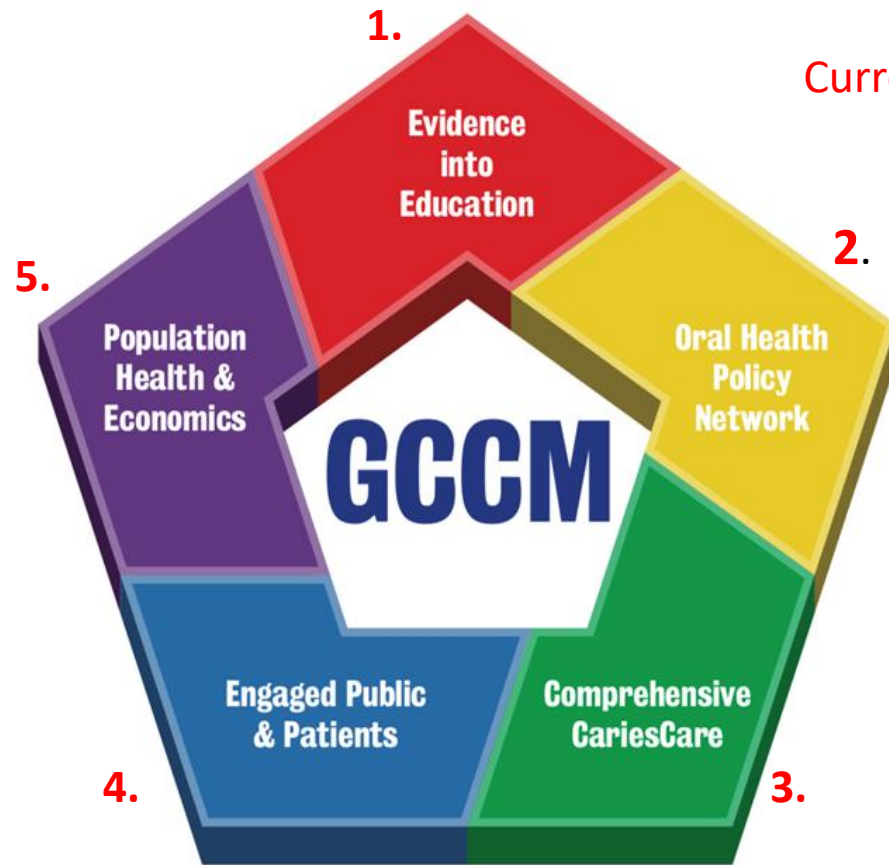 1.
Evidence
into
Education
2.
Oral Health
Policy
Network
3.
Comprehensive
CariesCare
4.
Engaged Public
& Patients
5.
Population
Health &
Economics
GCCM